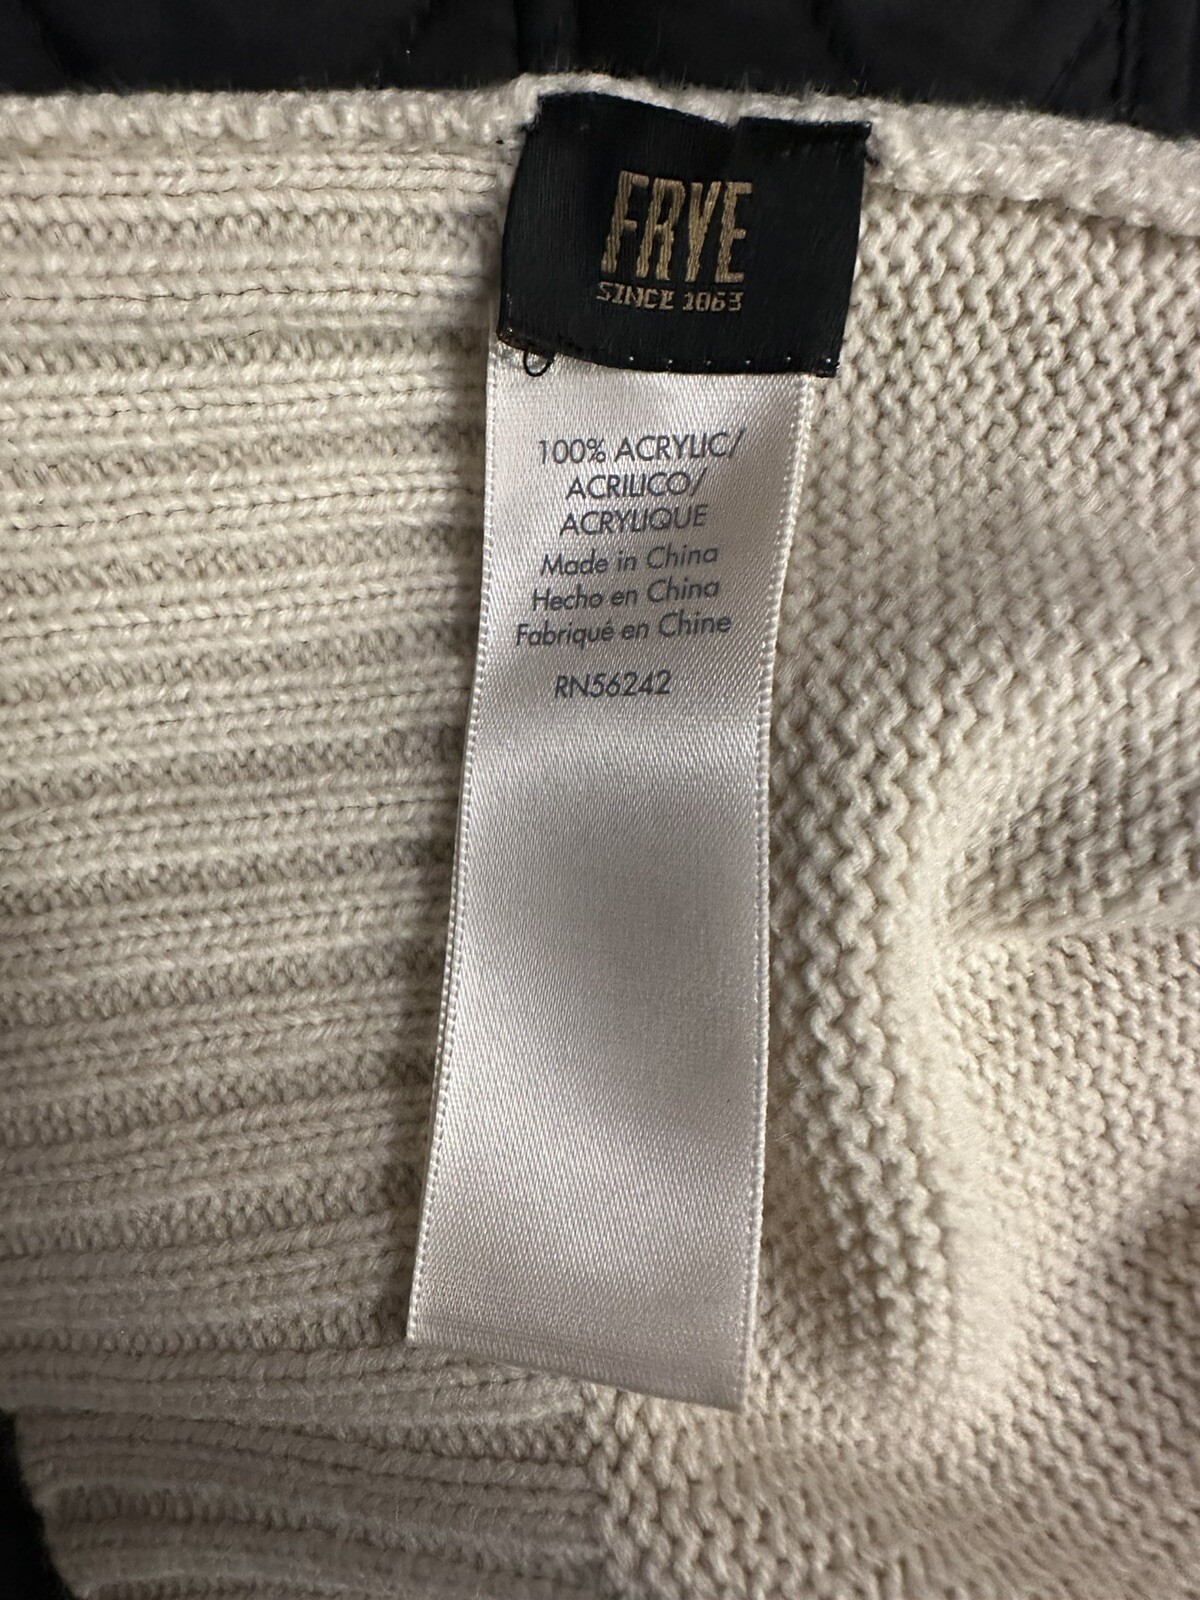 FRYE
SINCE 1863
100% ACRYLIC/
ACRILICO/
ACRYLIQUE
Made in China
Hecho en China
Fabriqué en Chine
RN56242